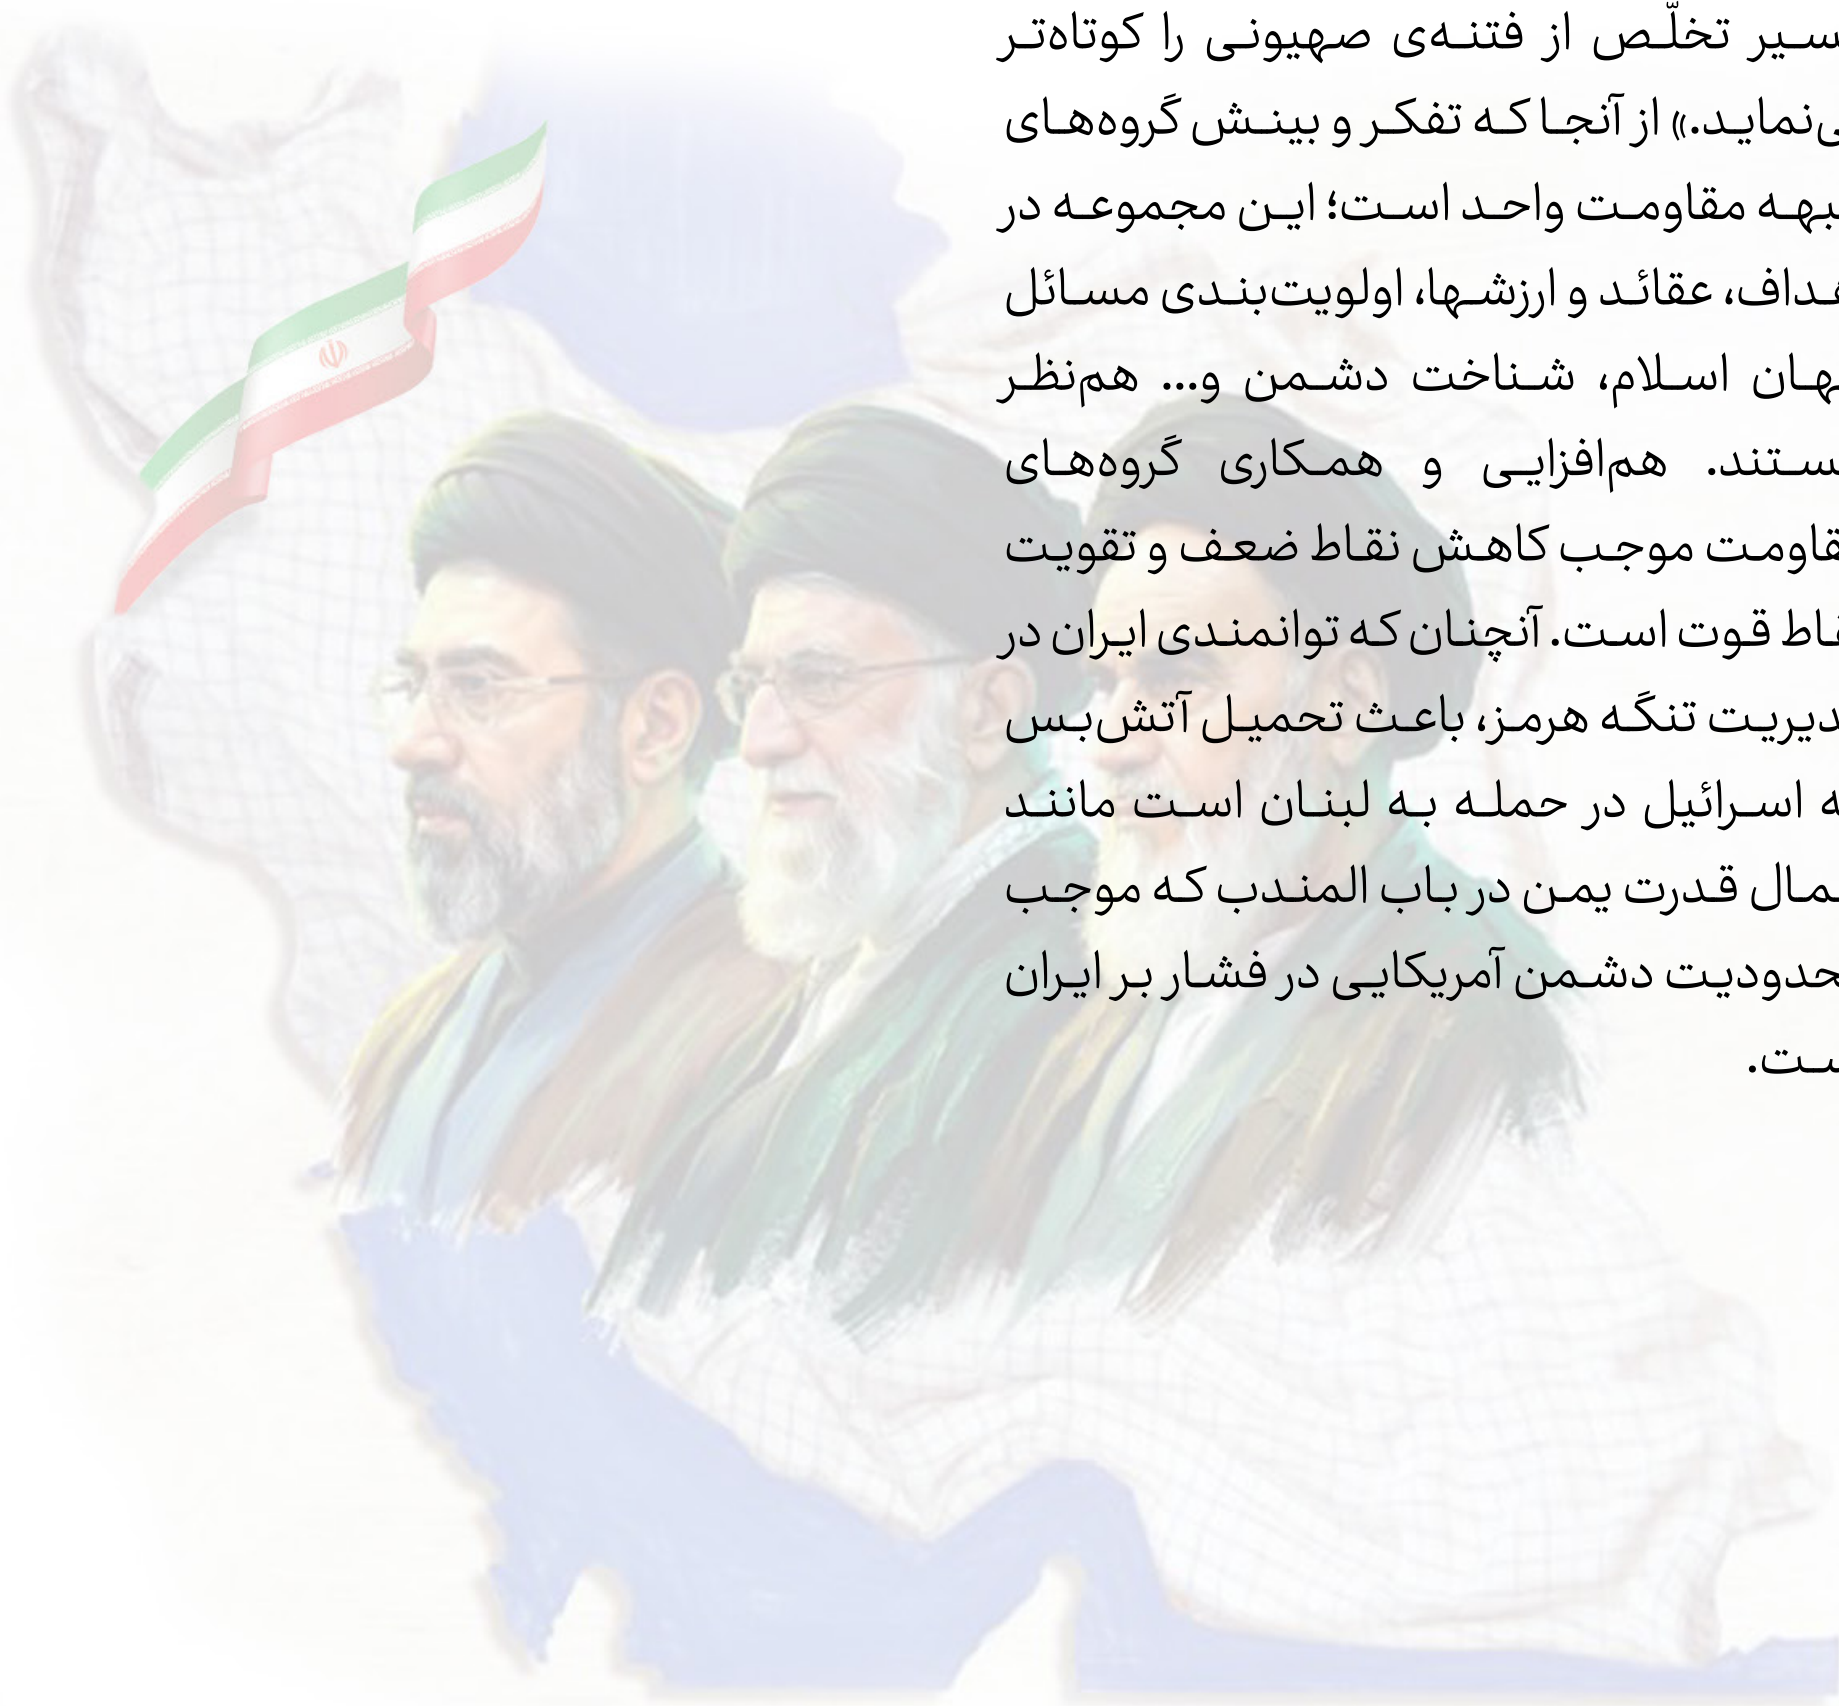 سیر تخلّص از فتنه‌ی صهیونی را کوتاه‌تر
ی‌نماید.» از آنجا که تفکر و بینش گروه‌های
بهه مقاومت واحد است؛ این مجموعه در
هداف، عقائد و ارزشها، اولویت‌بندی مسائل
هان اسلام، شناخت دشمن و... هم‌نظر
ستند. هم‌افزایی و همکاری گروه‌های
قاومت موجب کاهش نقاط ضعف و تقویت
قاط قوت است. آنچنان که توانمندی ایران در
دیریت تنگه هرمز، باعث تحمیل آتش‌بس
ه اسرائیل در حمله به لبنان است مانند
مال قدرت یمن در باب المندب که موجب
حدودیت دشمن آمریکایی در فشار بر ایران
ست.